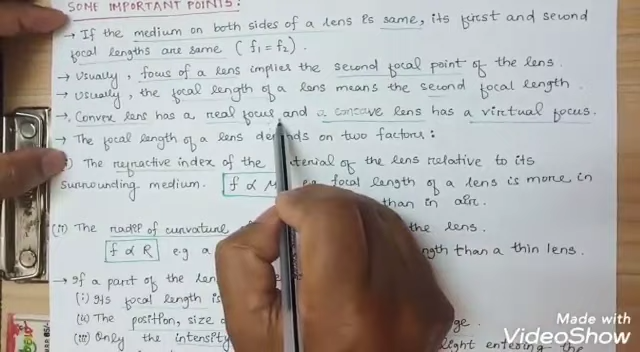 SOME IMPORTANT POINTS:
→ If the medium on both sides of a lens is same, its first and second
focal lengths are same ( f1 = f2 ).
→ Usually, focus of a lens implies the second focal point of the lens.
→ Usually, the focal length of a lens means the second focal length.
→ Convex lens has a real focus and a concave lens has a virtual focus.
→ The focal length of a lens depends on two factors:
The refractive index of the material of the lens relative to its
surrounding medium. f ∝ focal length of a lens is more in
than in air.
(ii) The radii of curvature the lens.
f ∝ R e.g a length than a thin lens.
→ If a part of the len
(i) Its focal length is
(ii) The position, size
(iii) Only the intensity light entering the
Made with
VideoShow